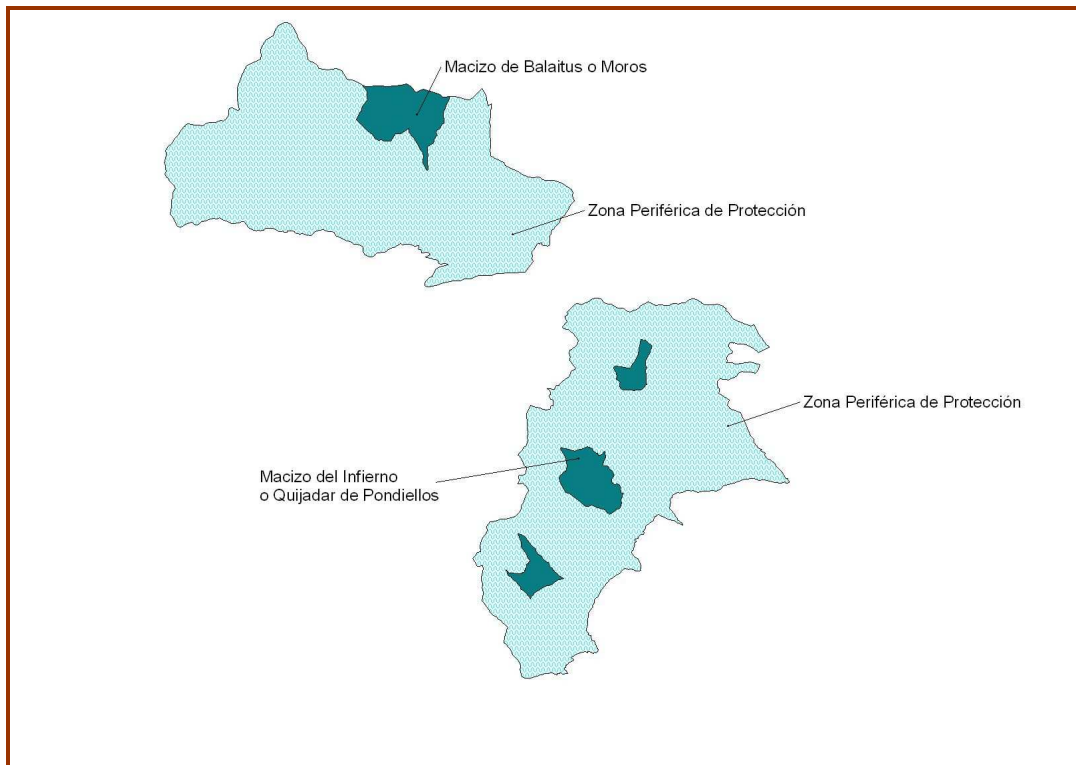 Macizo de Balaitus o Moros
Zona Periférica de Protección
Zona Periférica de Protección
Macizo del Infierno
o Quijadar de Pondiellos